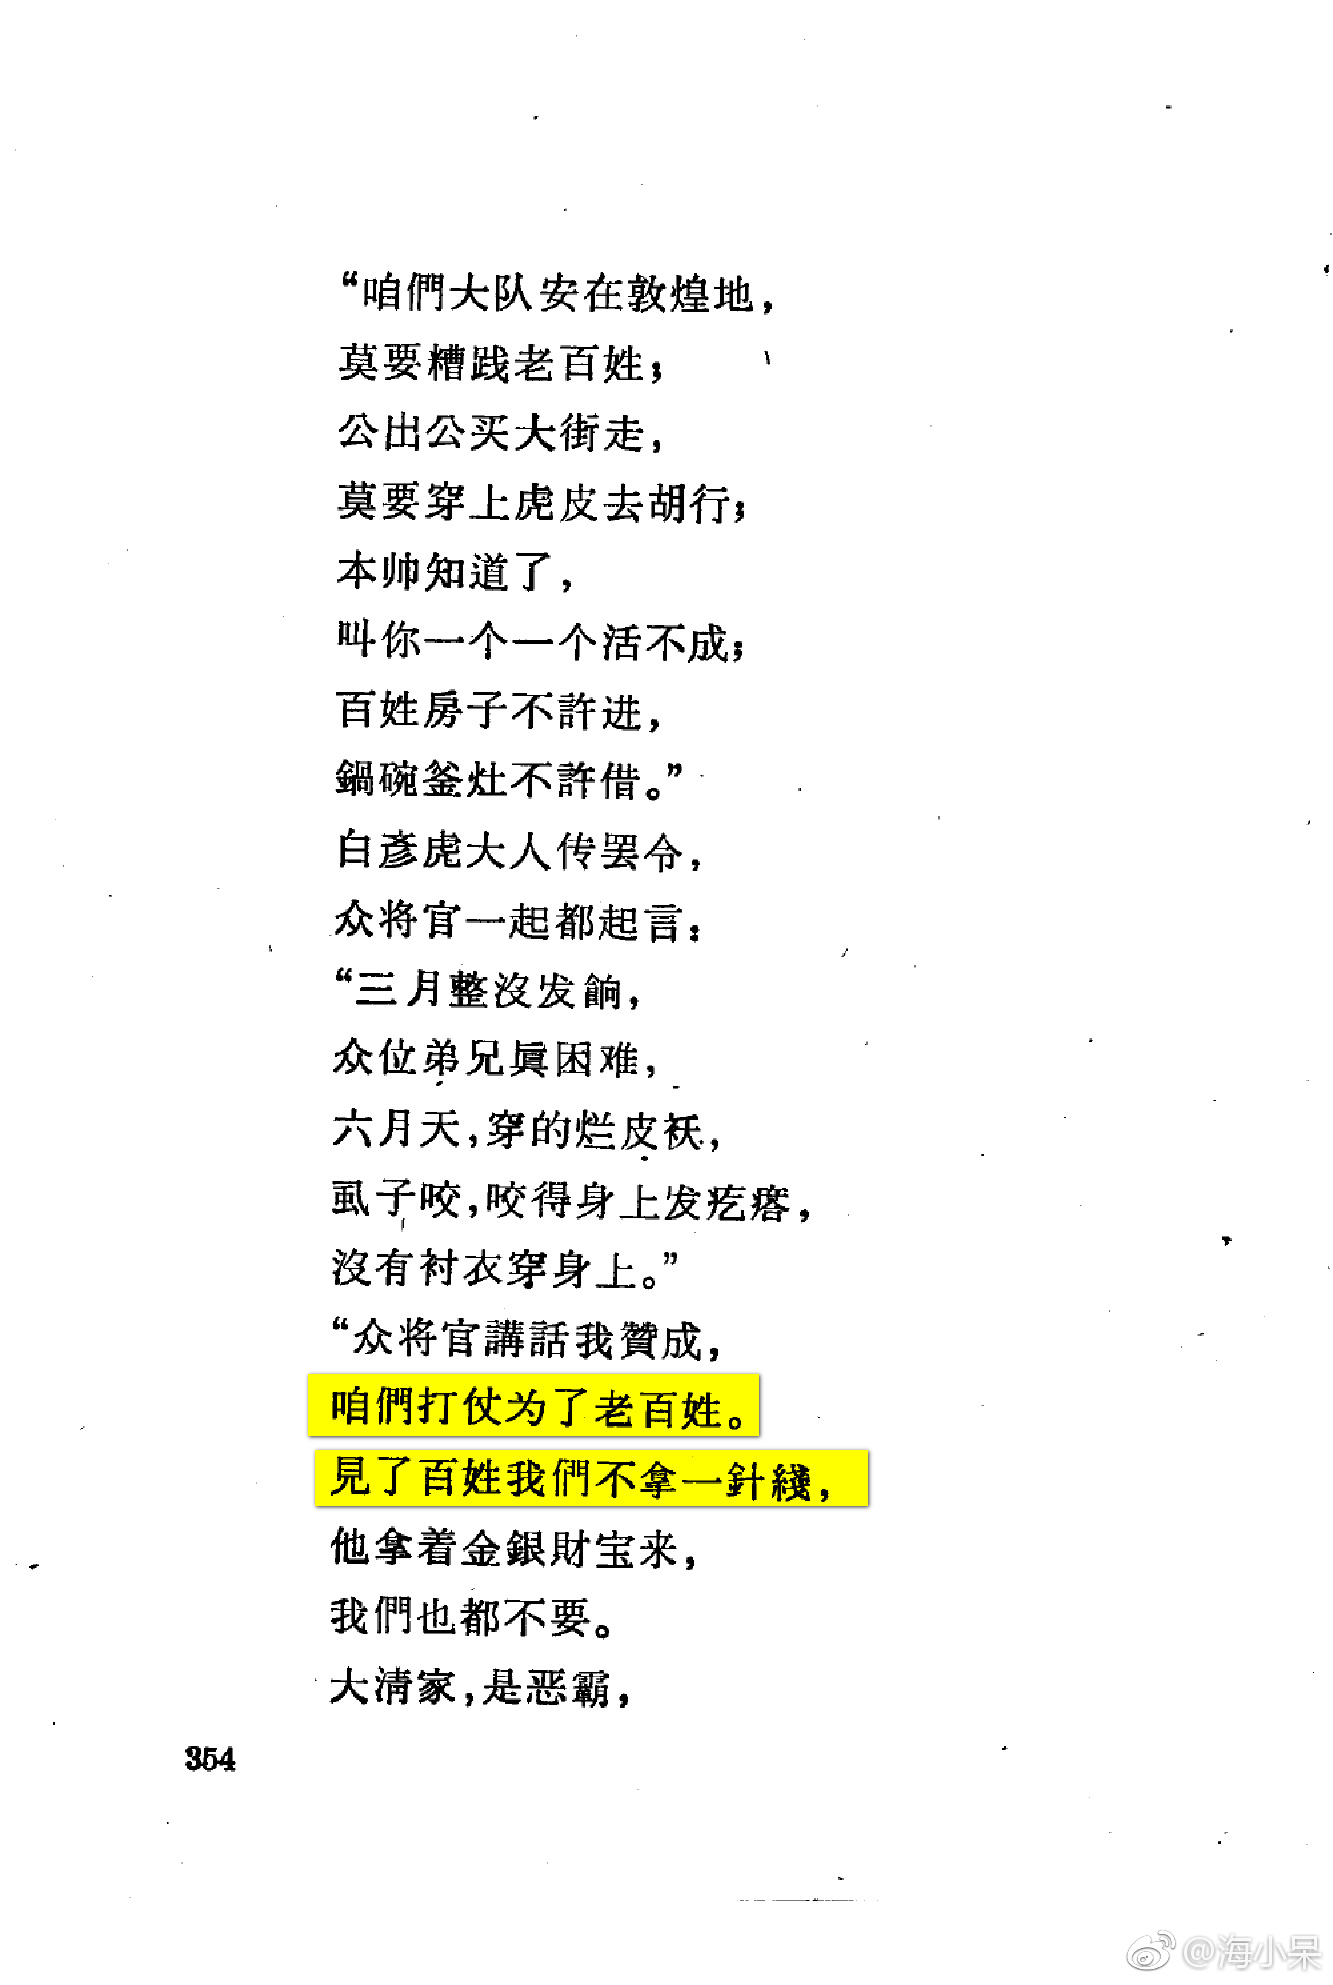 “咱們大队安在敦煌地，
莫要糟践老百姓；
公出公买大街走，
莫要穿上虎皮去胡行；
本帅知道了，
叫你一个一个活不成；
百姓房子不許进，
鍋碗釜灶不許借。”
白彥虎大人传罢令，
众将官一起都起言：
“三月整沒发餉，
众位弟兄眞困难，
六月天，穿的烂皮袄，
虱子咬，咬得身上发疙瘩，
沒有衬衣穿身上。”
“众将官講話我贊成，
咱們打仗为了老百姓。
見了百姓我們不拿一針綫，
他拿着金銀財宝来，
我們也都不要。
大清家，是恶霸，
354
@海小呆